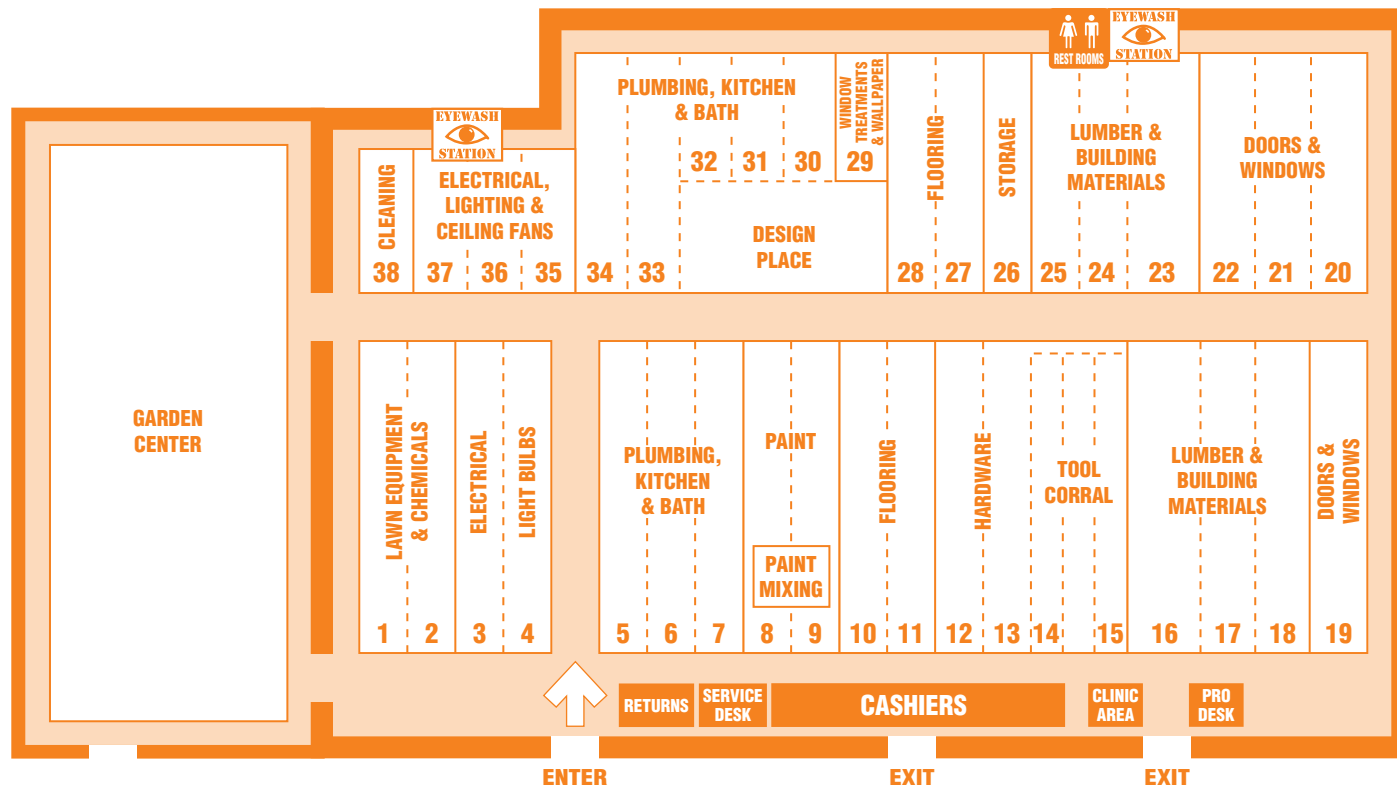 EYEWASH
STATION
REST ROOMS
EYEWASH
STATION
PLUMBING, KITCHEN
& BATH
32
31
30
WINDOW
TREATMENTS
& WALLPAPER
29
FLOORING
STORAGE
LUMBER &
BUILDING
MATERIALS
DOORS &
WINDOWS
CLEANING
ELECTRICAL,
LIGHTING &
CEILING FANS
DESIGN
PLACE
38
37
36
35
34
33
28
27
26
25
24
23
22
21
20
GARDEN
CENTER
LAWN EQUIPMENT
& CHEMICALS
ELECTRICAL
LIGHT BULBS
PLUMBING,
KITCHEN
& BATH
PAINT
PAINT
MIXING
FLOORING
HARDWARE
TOOL
CORRAL
LUMBER &
BUILDING
MATERIALS
DOORS &
WINDOWS
1
2
3
4
5
6
7
8
9
10
11
12
13
14
15
16
17
18
19
RETURNS
SERVICE
DESK
CASHIERS
CLINIC
AREA
PRO
DESK
ENTER
EXIT
EXIT